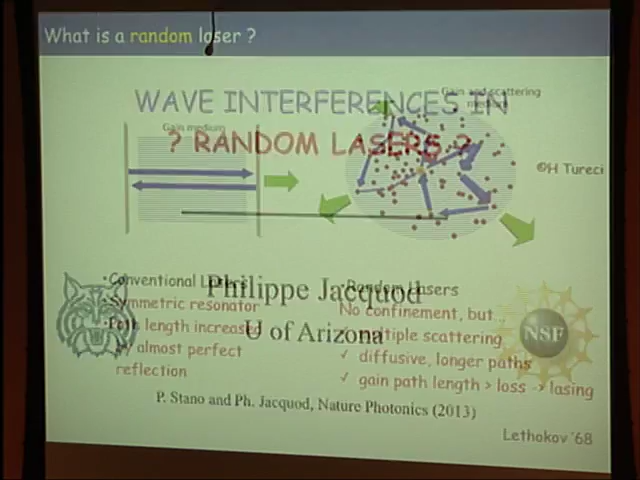 What is a random laser ?
WAVE INTERFERENCES IN
? RANDOM LASERS ?
Gain medium
Gain and scattering
medium
©H Tureci
Philippe Jacquod
U of Arizona
•Conventional Lasers
•Symmetric resonator
•Path length increased
by almost perfect
reflection
•Random Lasers
No confinement, but
✓ multiple scattering
✓ diffusive, longer paths
✓ gain path length > loss -> lasing
NSF
P. Stano and Ph. Jacquod, Nature Photonics (2013)
Lethokov '68